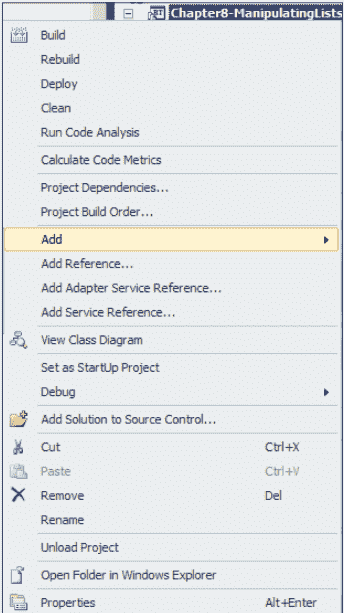 Chapter8-ManipulatingLists
Build
Rebuild
Deploy
Clean
Run Code Analysis
Calculate Code Metrics
Project Dependencies...
Project Build Order...
Add
Add Reference...
Add Adapter Service Reference...
Add Service Reference...
View Class Diagram
Set as StartUp Project
Debug
Add Solution to Source Control...
Cut Ctrl+X
Paste Ctrl+V
Remove Del
Rename
Unload Project
Open Folder in Windows Explorer
Properties Alt+Enter